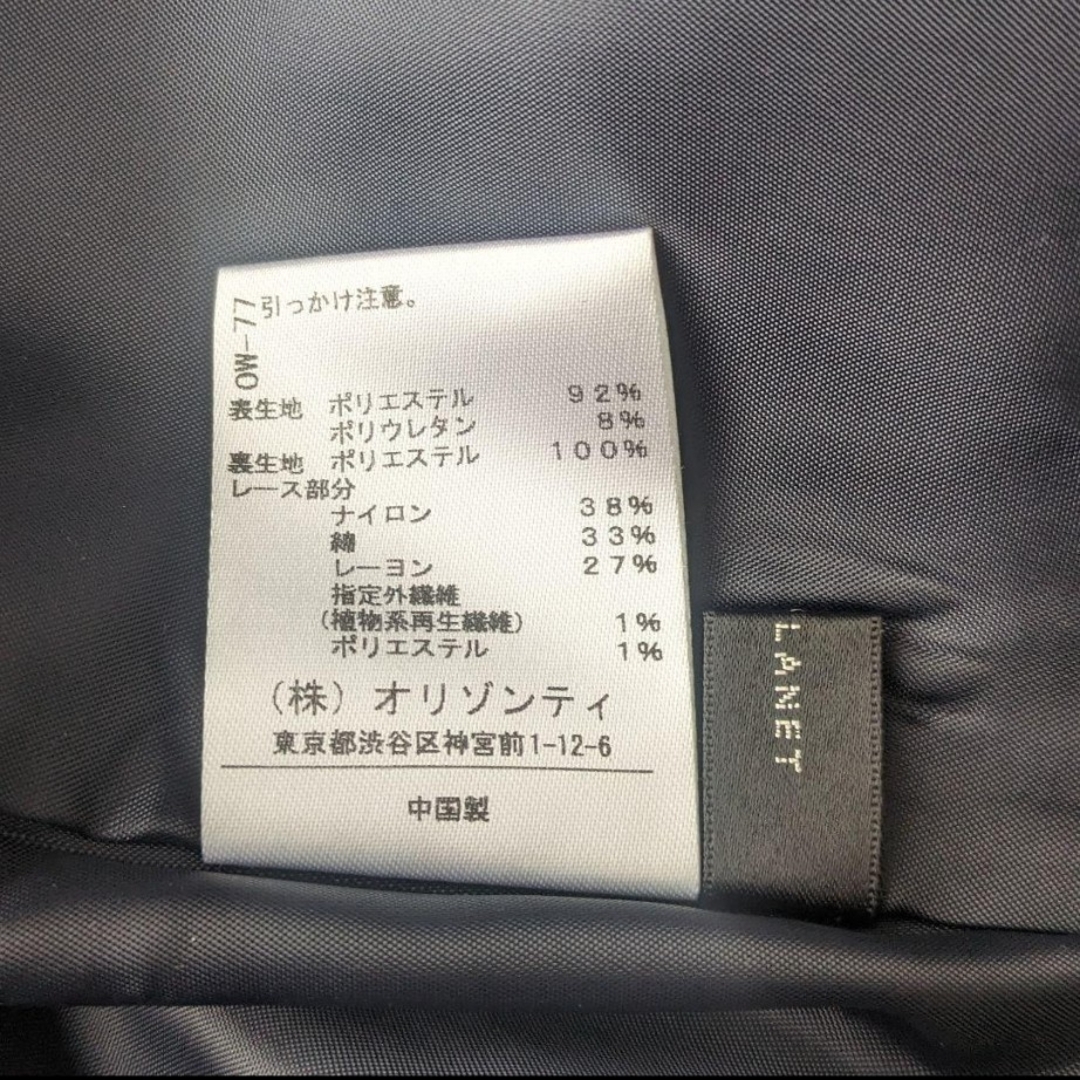 引っかけ注意。
OW-77
表生地 ポリエステル 92%
ポリウレタン 8%
裏生地 ポリエステル 100%
レース部分
ナイロン 38%
綿 33%
レーヨン 27%
指定外繊維
(植物系再生繊維) 1%
ポリエステル 1%
(株)オリゾンティ
東京都渋谷区神宮前1-12-6
中国製
LANET